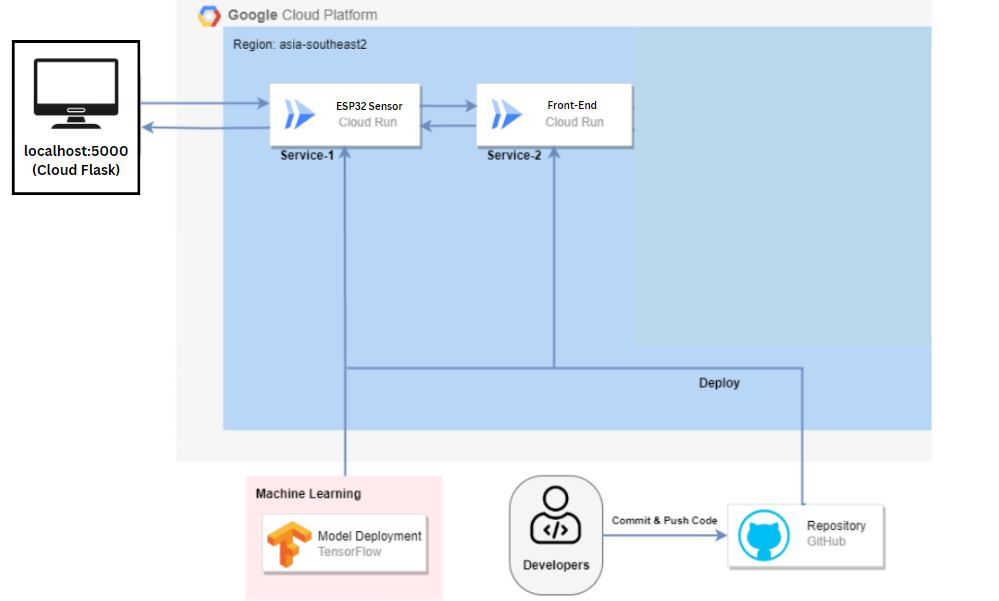 Google Cloud Platform
Region: asia-southeast2
localhost:5000
(Cloud Flask)
ESP32 Sensor
Cloud Run
Service-1
Front-End
Cloud Run
Service-2
Deploy
Machine Learning
Model Deployment
TensorFlow
Developers
Commit & Push Code
Repository
GitHub